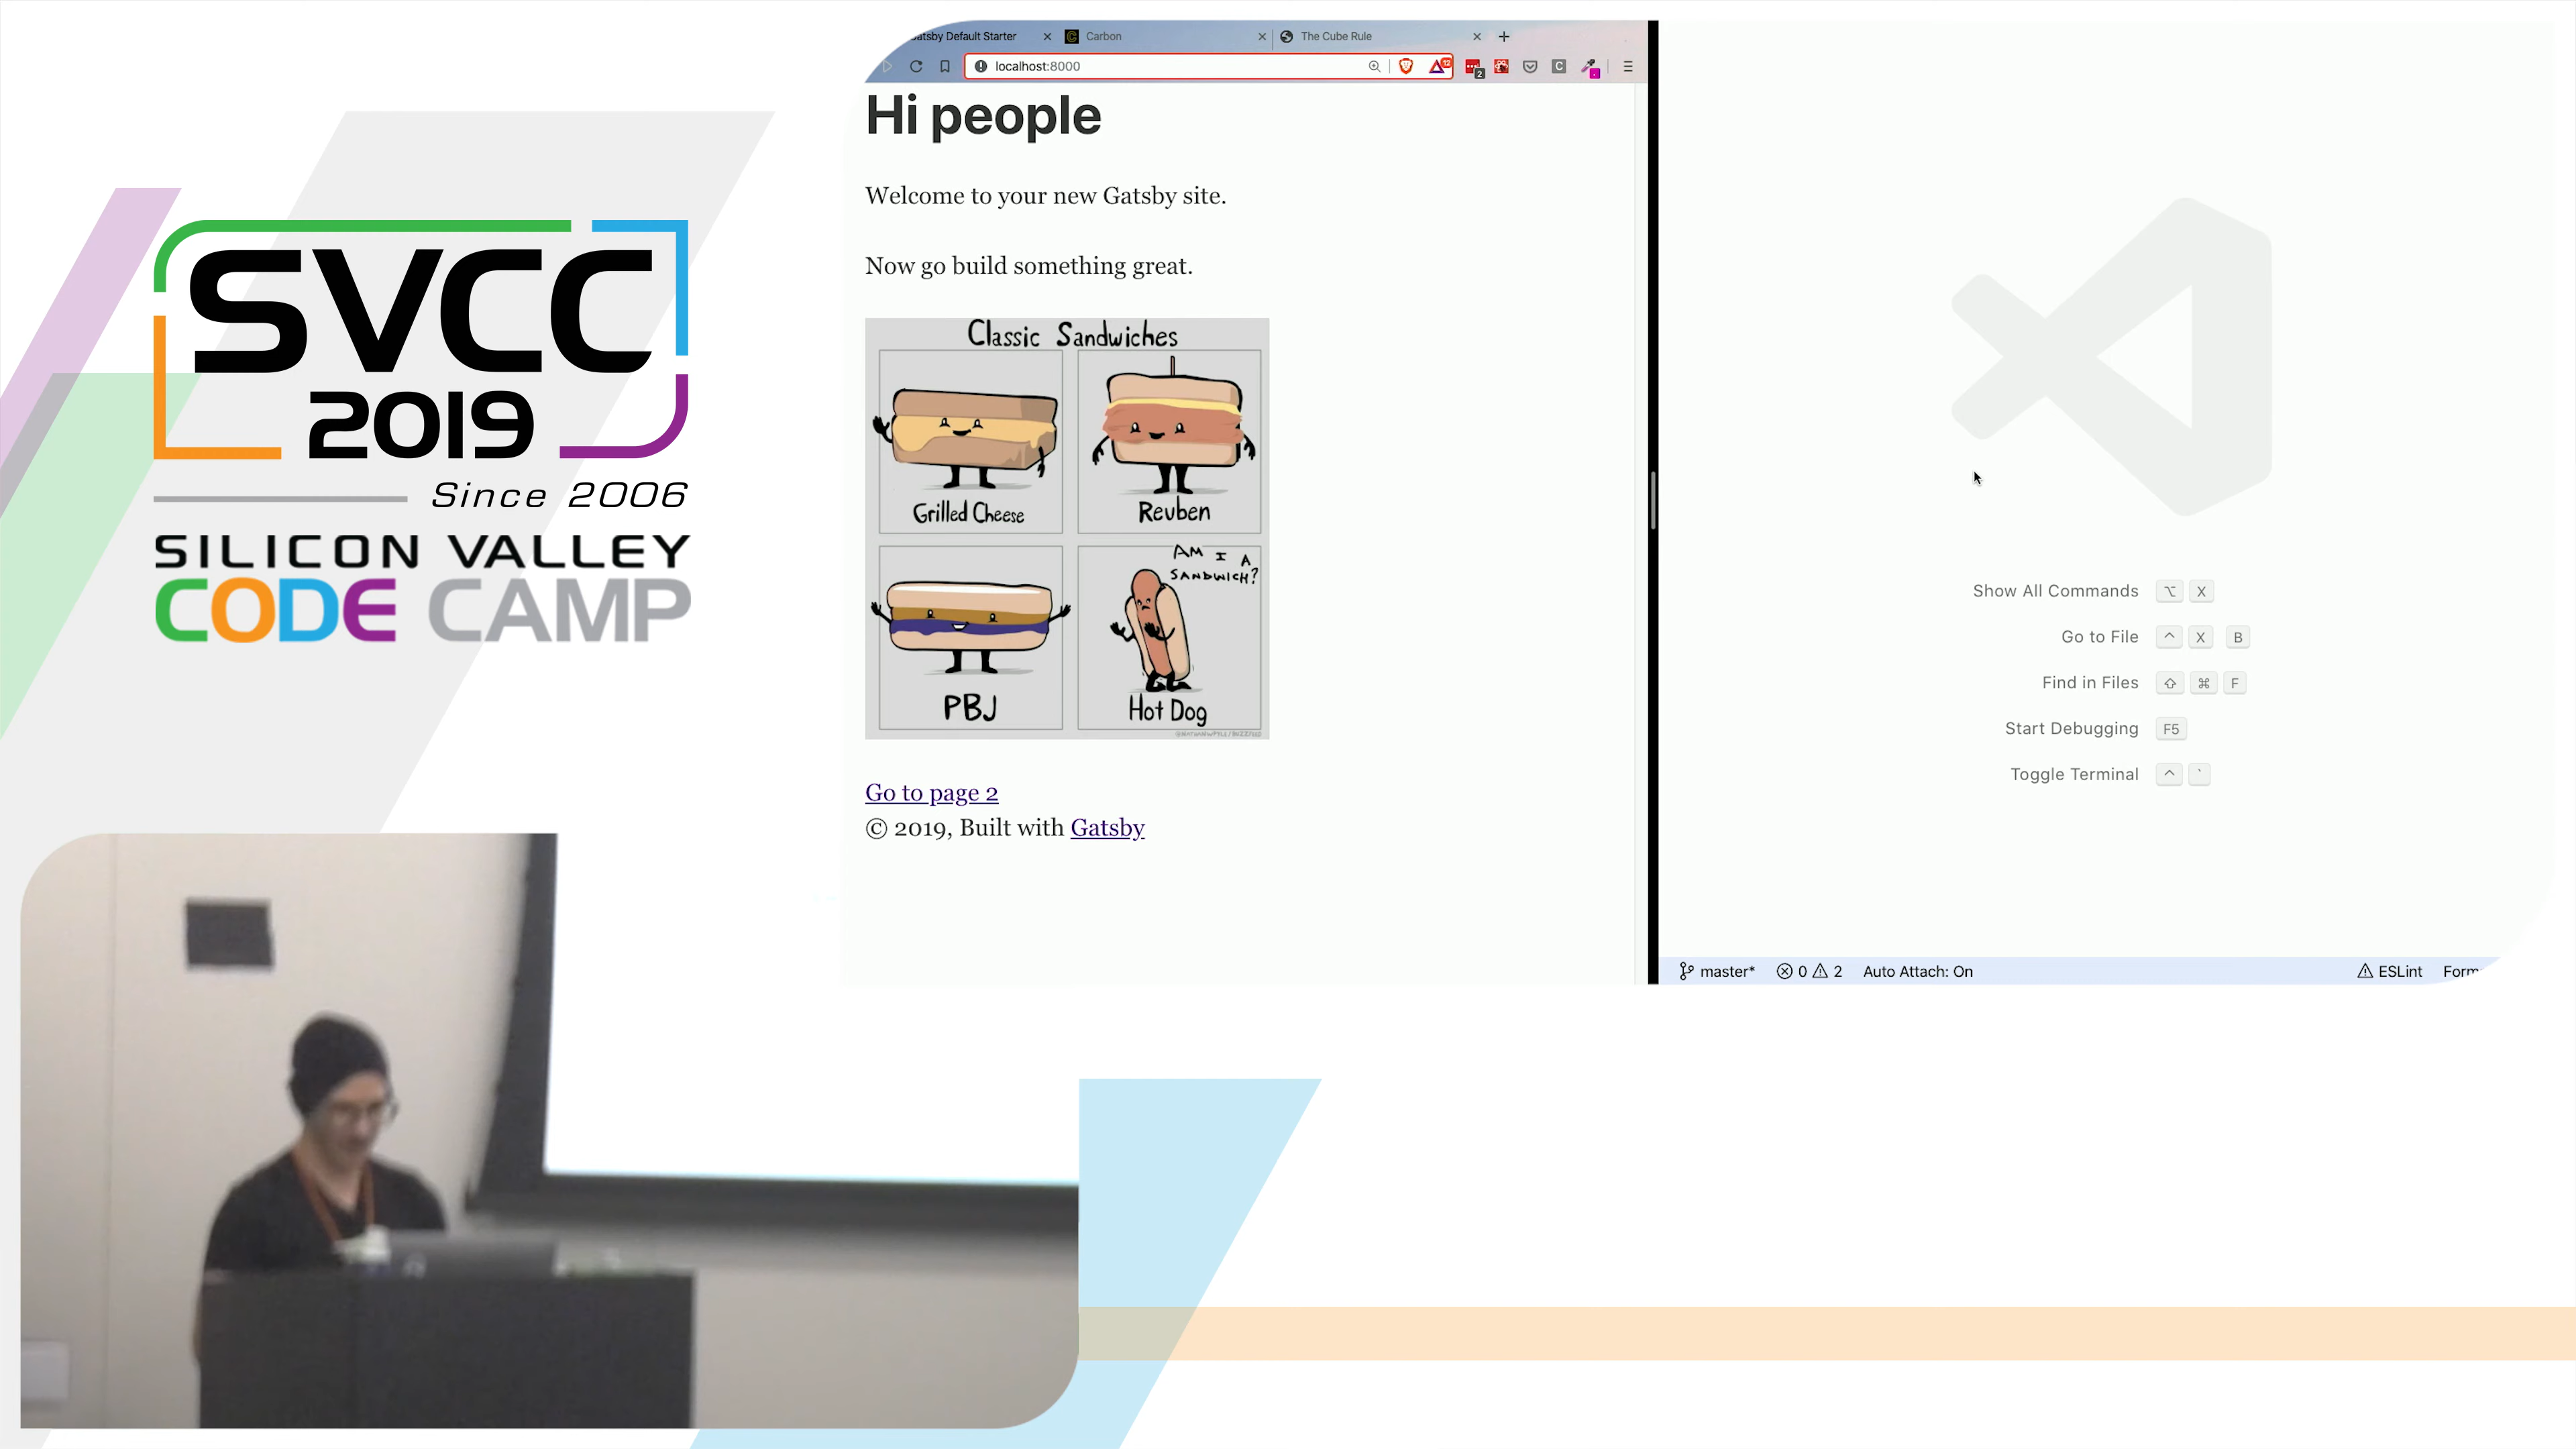 SVCC
2019
Since 2006
SILICON VALLEY
CODE CAMP
atsby Default Starter
Carbon
The Cube Rule
localhost:8000
12
2
C
Hi people
Welcome to your new Gatsby site.
Now go build something great.
Classic Sandwiches
Grilled Cheese
Reuben
AM I A
SANDWICH?
PBJ
Hot Dog
Go to page 2
© 2019, Built with Gatsby
Show All Commands ⌥ X
Go to File ^ X B
Find in Files ⇧ ⌘ F
Start Debugging F5
Toggle Terminal ^ `
master* 0 2 Auto Attach: On
ESLint Form